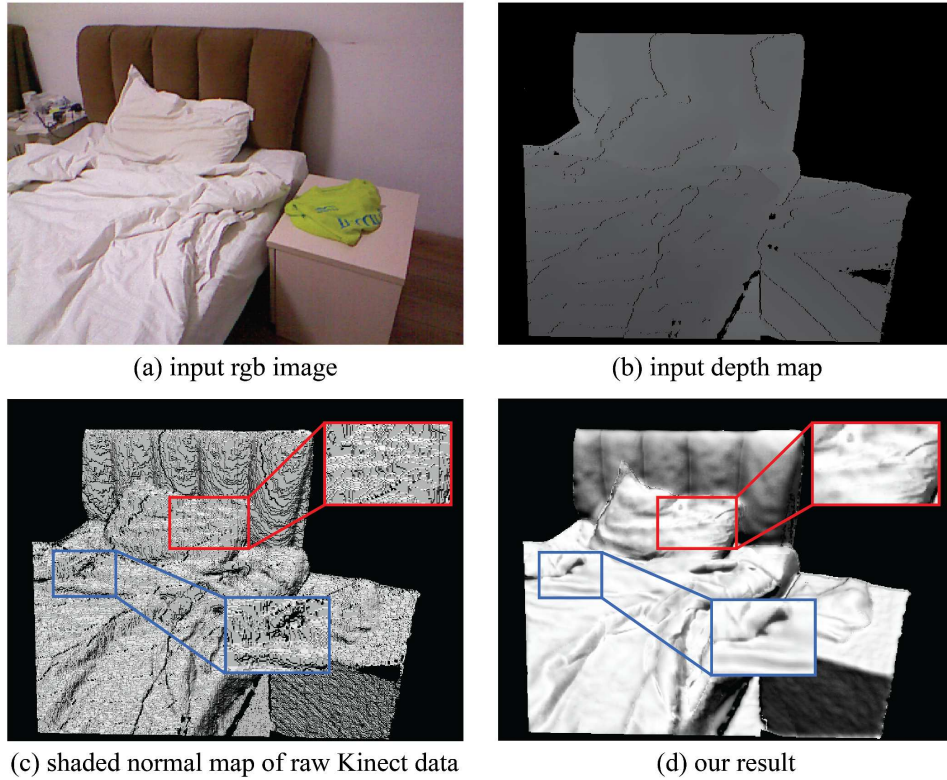 (a) input rgb image
(b) input depth map
(c) shaded normal map of raw Kinect data
(d) our result